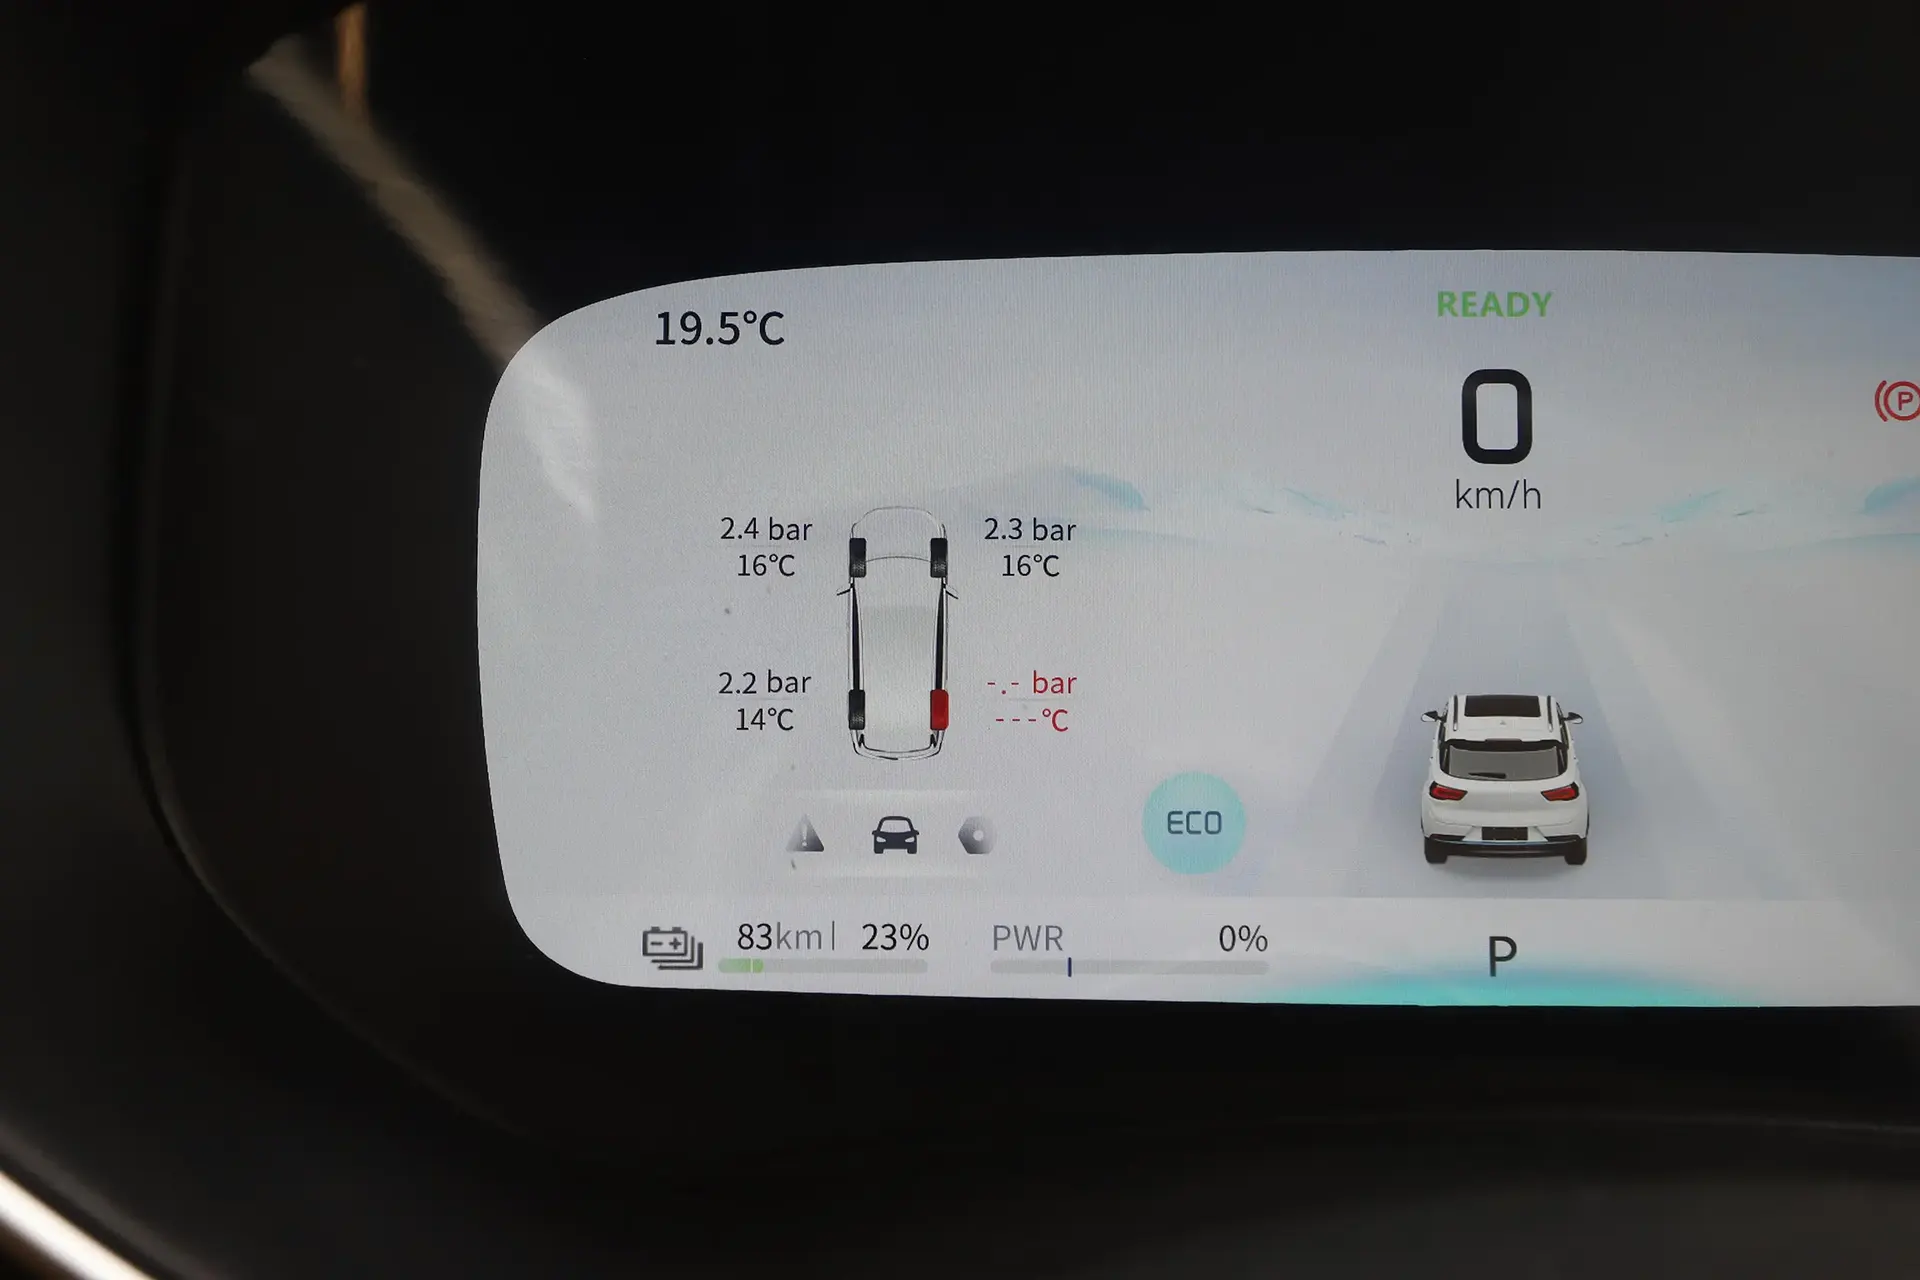 19.5°C
READY
0
km/h
P
2.4 bar
16°C
2.3 bar
16°C
2.2 bar
14°C
-.- bar
---°C
ECO
83km| 23%
PWR 0%
P